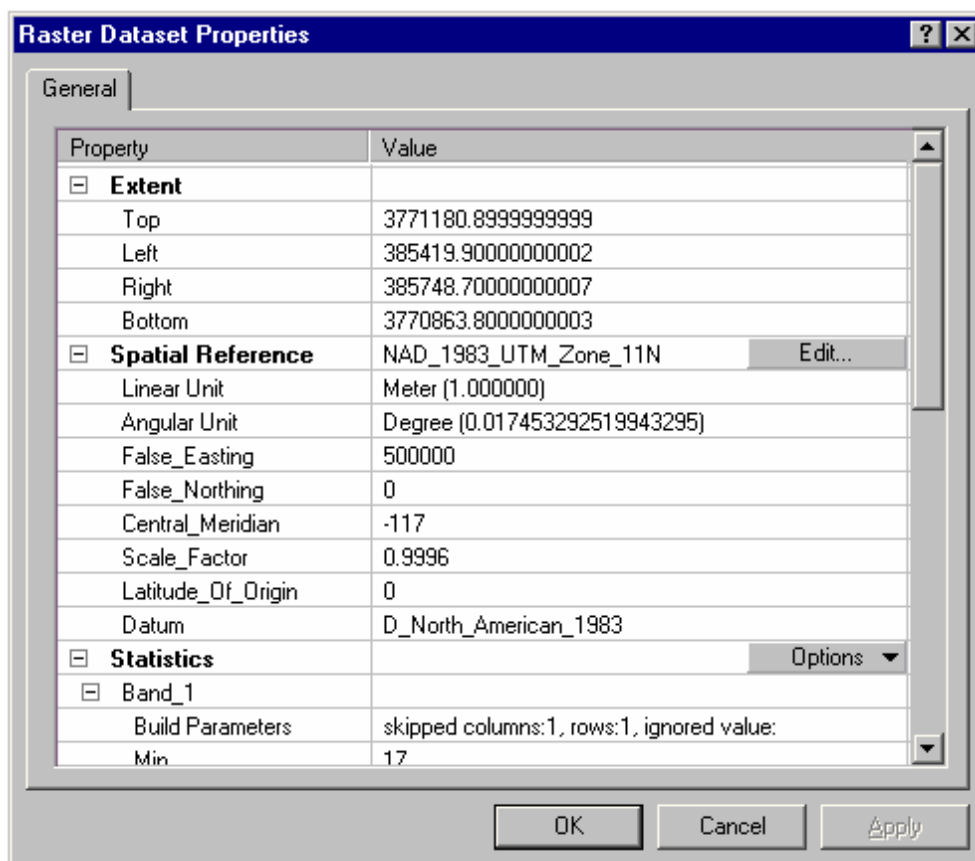 Raster Dataset Properties
General
Property Value
Extent
Top 3771180.8999999999
Left 385419.90000000002
Right 385748.70000000007
Bottom 3770863.8000000003
Spatial Reference NAD_1983_UTM_Zone_11N Edit...
Linear Unit Meter (1.000000)
Angular Unit Degree (0.017453292519943295)
False_Easting 500000
False_Northing 0
Central_Meridian -117
Scale_Factor 0.9996
Latitude_Of_Origin 0
Datum D_North_American_1983
Statistics Options
Band_1
Build Parameters skipped columns:1, rows:1, ignored value:
Min 17
OK Cancel Apply